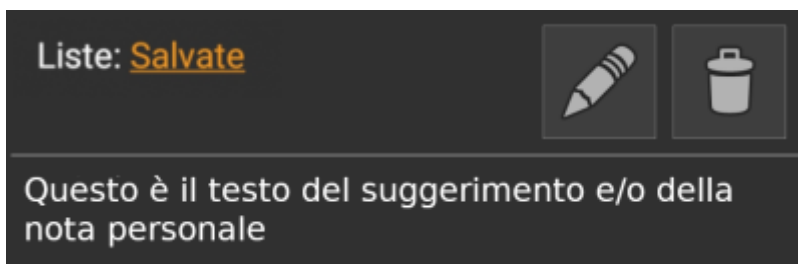 Liste: Salvate
Questo è il testo del suggerimento e/o della
nota personale